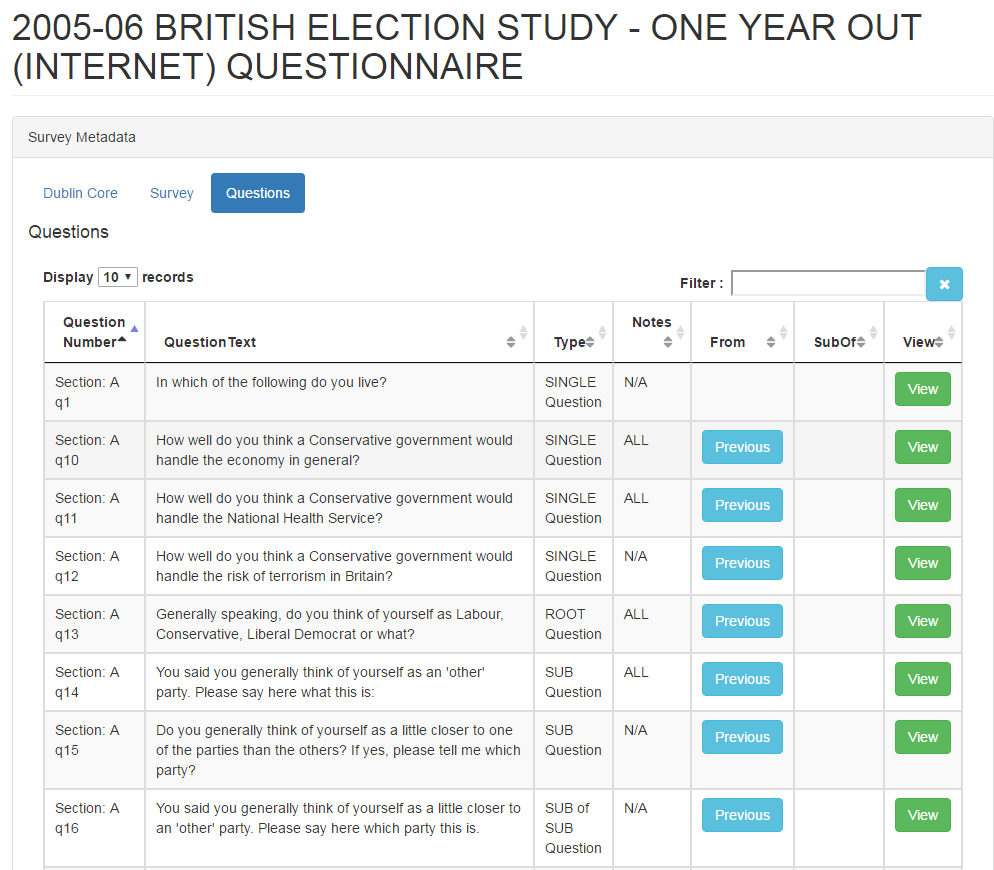 2005-06 BRITISH ELECTION STUDY - ONE YEAR OUT
(INTERNET) QUESTIONNAIRE
Survey Metadata
Dublin Core Survey Questions
Questions
Display 10 records
Filter :
Question
Number
Question Text
Type
Notes
From
SubOf
View
Section: A
q1
In which of the following do you live?
SINGLE
Question
N/A
View
Section: A
q10
How well do you think a Conservative government would
handle the economy in general?
SINGLE
Question
ALL
Previous
View
Section: A
q11
How well do you think a Conservative government would
handle the National Health Service?
SINGLE
Question
ALL
Previous
View
Section: A
q12
How well do you think a Conservative government would
handle the risk of terrorism in Britain?
SINGLE
Question
N/A
Previous
View
Section: A
q13
Generally speaking, do you think of yourself as Labour,
Conservative, Liberal Democrat or what?
ROOT
Question
ALL
Previous
View
Section: A
q14
You said you generally think of yourself as an 'other'
party. Please say here what this is:
SUB
Question
ALL
Previous
View
Section: A
q15
Do you generally think of yourself as a little closer to one
of the parties than the others? If yes, please tell me which
party?
SUB
Question
N/A
Previous
View
Section: A
q16
You said you generally think of yourself as a little closer to
an 'other' party. Please say here which party this is.
SUB of
SUB
Question
N/A
Previous
View